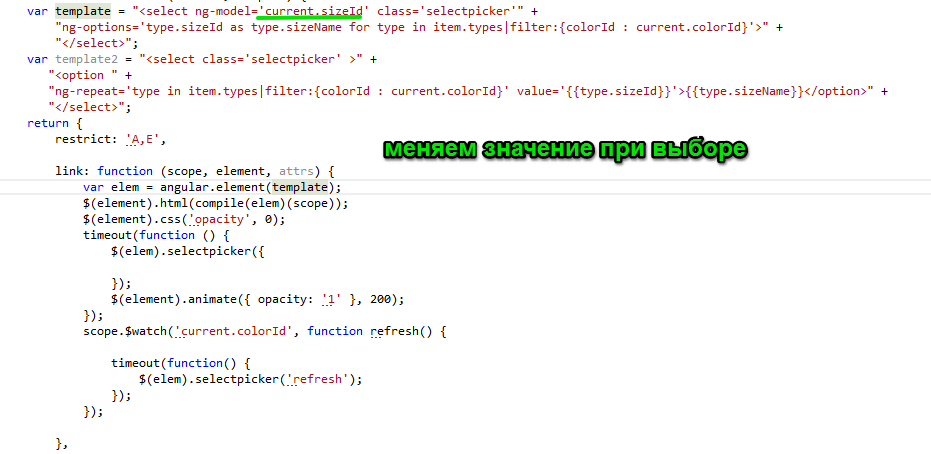 var template = "<select ng-model='current.sizeId' class='selectpicker'" +
"ng-options='type.sizeId as type.sizeName for type in item.types|filter:{colorId : current.colorId}'>" +
"</select>";
var template2 = "<select class='selectpicker' >" +
"<option " +
"ng-repeat='type in item.types|filter:{colorId : current.colorId}' value='{{type.sizeId}}'>{{type.sizeName}}</option>" +
"</select>";
return {
restrict: 'A,E',
меняем значение при выборе
link: function (scope, element, attrs) {
var elem = angular.element(template);
$(element).html(compile(elem)(scope));
$(element).css('opacity', 0);
timeout(function () {
$(elem).selectpicker({
});
$(element).animate({ opacity: '1' }, 200);
});
scope.$watch('current.colorId', function refresh() {
timeout(function() {
$(elem).selectpicker('refresh');
});
});
},